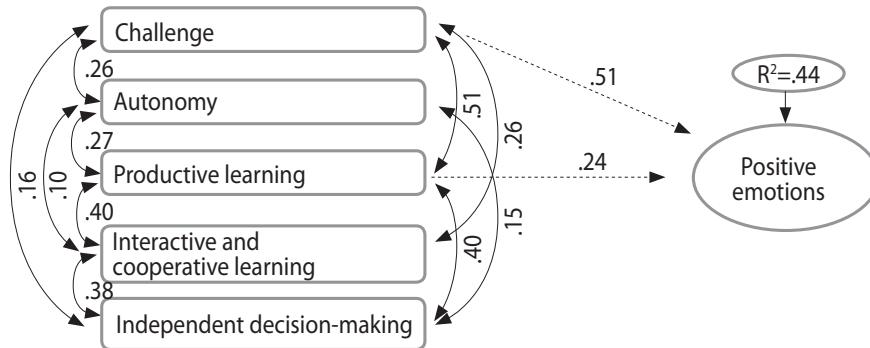 Challenge
.26
.51
R²=.44
Autonomy
.51
.26
.27
Positive
emotions
Productive learning
.24
.16
.10
.40
.40
.15
Interactive and
cooperative learning
.38
Independent decision-making